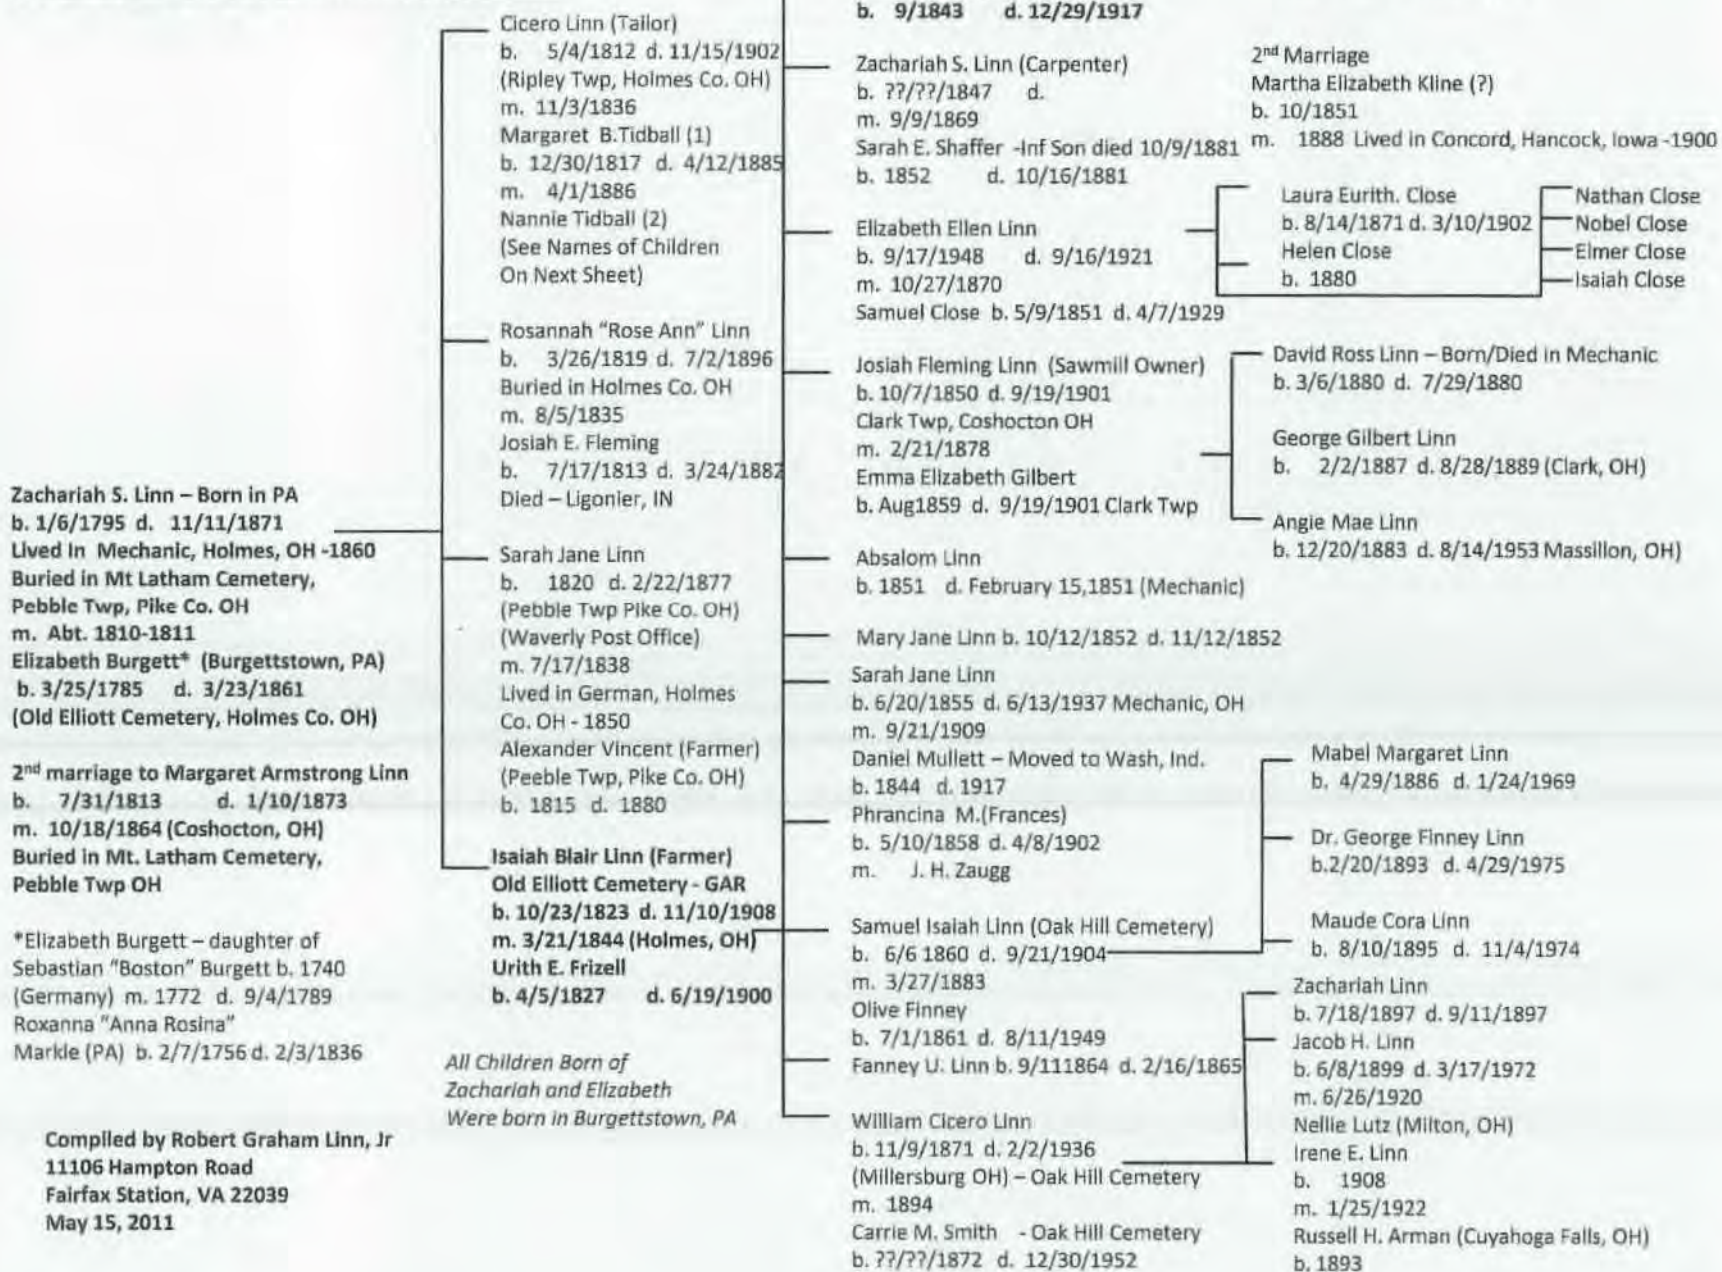 Zachariah S. Linn – Born in PA
b. 1/6/1795 d. 11/11/1871
Lived In Mechanic, Holmes, OH -1860
Buried in Mt Latham Cemetery,
Pebble Twp, Pike Co. OH
m. Abt. 1810-1811
Elizabeth Burgett* (Burgettstown, PA)
b. 3/25/1785 d. 3/23/1861
(Old Elliott Cemetery, Holmes Co. OH)
2nd marriage to Margaret Armstrong Linn
b. 7/31/1813 d. 1/10/1873
m. 10/18/1864 (Coshocton, OH)
Buried in Mt. Latham Cemetery,
Pebble Twp OH
*Elizabeth Burgett – daughter of
Sebastian "Boston" Burgett b. 1740
(Germany) m. 1772 d. 9/4/1789
Roxanna "Anna Rosina"
Markle (PA) b. 2/7/1756 d. 2/3/1836
Compiled by Robert Graham Linn, Jr
11106 Hampton Road
Fairfax Station, VA 22039
May 15, 2011
Cicero Linn (Tailor)
b. 5/4/1812 d. 11/15/1902
(Ripley Twp, Holmes Co. OH)
m. 11/3/1836
Margaret B.Tidball (1)
b. 12/30/1817 d. 4/12/1885
m. 4/1/1886
Nannie Tidball (2)
(See Names of Children
On Next Sheet)
Rosannah "Rose Ann" Linn
b. 3/26/1819 d. 7/2/1896
Buried in Holmes Co. OH
m. 8/5/1835
Josiah E. Fleming
b. 7/17/1813 d. 3/24/1882
Died – Ligonier, IN
Sarah Jane Linn
b. 1820 d. 2/22/1877
(Pebble Twp Pike Co. OH)
(Waverly Post Office)
m. 7/17/1838
Lived in German, Holmes
Co. OH - 1850
Alexander Vincent (Farmer)
(Peeble Twp, Pike Co. OH)
b. 1815 d. 1880
Isaiah Blair Linn (Farmer)
Old Elliott Cemetery - GAR
b. 10/23/1823 d. 11/10/1908
m. 3/21/1844 (Holmes, OH)
Urith E. Frizell
b. 4/5/1827 d. 6/19/1900
All Children Born of
Zachariah and Elizabeth
Were born in Burgettstown, PA
b. 9/1843 d. 12/29/1917
Zachariah S. Linn (Carpenter)
b. ??/??/1847 d.
m. 9/9/1869
Sarah E. Shaffer -Inf Son died 10/9/1881
b. 1852 d. 10/16/1881
2nd Marriage
Martha Elizabeth Kline (?)
b. 10/1851
m. 1888 Lived in Concord, Hancock, Iowa -1900
Elizabeth Ellen Linn
b. 9/17/1948 d. 9/16/1921
m. 10/27/1870
Samuel Close b. 5/9/1851 d. 4/7/1929
Laura Eurith. Close
b. 8/14/1871 d. 3/10/1902
Helen Close
b. 1880
Nathan Close
Nobel Close
Elmer Close
Isaiah Close
Josiah Fleming Linn (Sawmill Owner)
b. 10/7/1850 d. 9/19/1901
Clark Twp, Coshocton OH
m. 2/21/1878
Emma Elizabeth Gilbert
b. Aug1859 d. 9/19/1901 Clark Twp
David Ross Linn – Born/Died in Mechanic
b. 3/6/1880 d. 7/29/1880
George Gilbert Linn
b. 2/2/1887 d. 8/28/1889 (Clark, OH)
Angie Mae Linn
b. 12/20/1883 d. 8/14/1953 Massillon, OH)
Absalom Linn
b. 1851 d. February 15,1851 (Mechanic)
Mary Jane Linn b. 10/12/1852 d. 11/12/1852
Sarah Jane Linn
b. 6/20/1855 d. 6/13/1937 Mechanic, OH
m. 9/21/1909
Daniel Mullett – Moved to Wash, Ind.
b. 1844 d. 1917
Phrancina M.(Frances)
b. 5/10/1858 d. 4/8/1902
m. J. H. Zaugg
Samuel Isaiah Linn (Oak Hill Cemetery)
b. 6/6 1860 d. 9/21/1904
m. 3/27/1883
Olive Finney
b. 7/1/1861 d. 8/11/1949
Mabel Margaret Linn
b. 4/29/1886 d. 1/24/1969
Dr. George Finney Linn
b.2/20/1893 d. 4/29/1975
Maude Cora Linn
b. 8/10/1895 d. 11/4/1974
Fanney U. Linn b. 9/111864 d. 2/16/1865
William Cicero Linn
b. 11/9/1871 d. 2/2/1936
(Millersburg OH) – Oak Hill Cemetery
m. 1894
Carrie M. Smith - Oak Hill Cemetery
b. ??/??/1872 d. 12/30/1952
Zachariah Linn
b. 7/18/1897 d. 9/11/1897
Jacob H. Linn
b. 6/8/1899 d. 3/17/1972
m. 6/26/1920
Nellie Lutz (Milton, OH)
Irene E. Linn
b. 1908
m. 1/25/1922
Russell H. Arman (Cuyahoga Falls, OH)
b. 1893